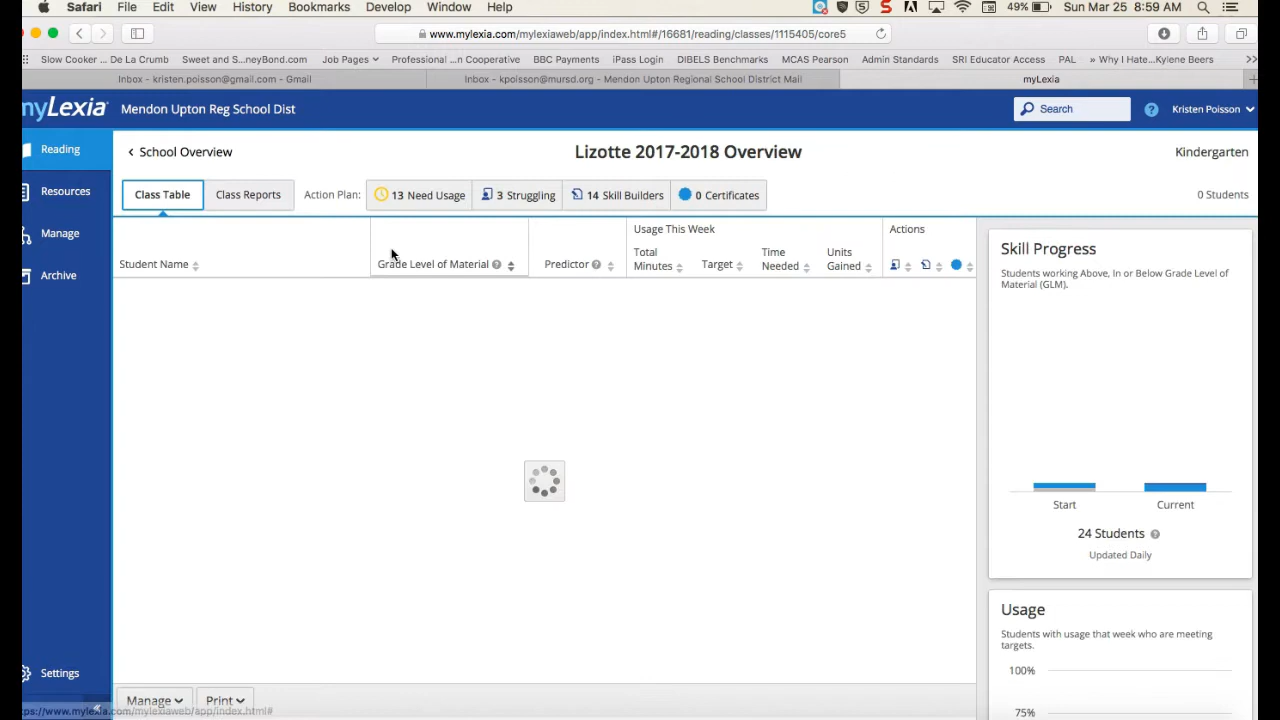 Safari File Edit View History Bookmarks Develop Window Help 49% Sun Mar 25 8:59 AM
www.mylexia.com/mylexiaweb/app/index.html#/16681/reading/classes/1115405/core5
Slow Cooker ... De La Crumb Sweet and S...neyBond.com Job Pages Professional ...n Cooperative BBC Payments iPass Login DIBELS Benchmarks MCAS Pearson Admin Standards SRI Educator Access PAL » Why I Hate...Kylene Beers >>
Inbox - kristen.poisson@gmail.com - Gmail Inbox - kpoisson@mursd.org - Mendon Upton Regional School District Mail myLexia
myLexia Mendon Upton Reg School Dist Search ? Kristen Poisson
Reading
Resources
Manage
Archive
Settings
< School Overview Lizotte 2017-2018 Overview Kindergarten
Class Table Class Reports Action Plan: 13 Need Usage 3 Struggling 14 Skill Builders 0 Certificates 0 Students
Usage This Week Actions
Student Name Grade Level of Material ? Predictor ? Total Minutes Target Time Needed Units Gained
Skill Progress
Students working Above, In or Below Grade Level of
Material (GLM).
Start Current
24 Students ?
Updated Daily
Usage
Students with usage that week who are meeting
targets.
100%
75%
Manage Print
ps://www.mylexia.com/mylexiaweb/app/index.html#